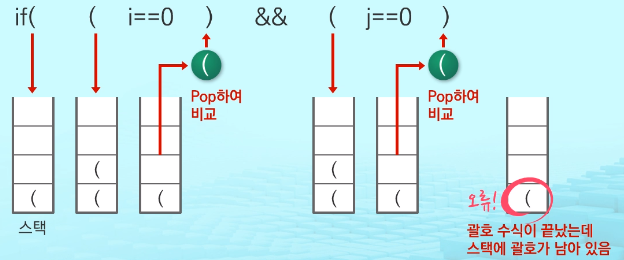 if( ( i==0 ) && ( j==0 )
( (
Pop하여
비교
Pop하여
비교
( (
( ( ( ( ( ( (
오류!
스택
괄호 수식이 끝났는데
스택에 괄호가 남아 있음